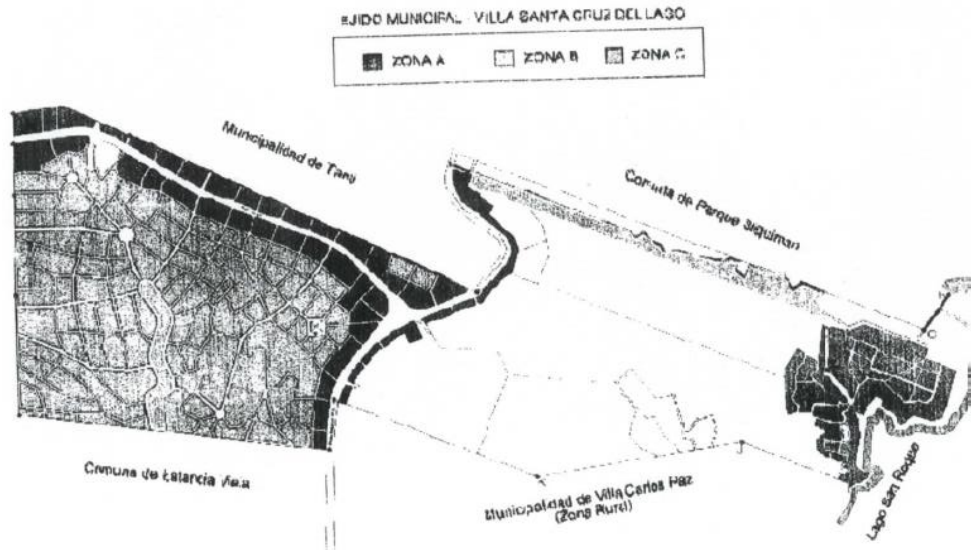 EJIDO MUNICIPAL - VILLA SANTA CRUZ DEL LAGO
ZONA A
ZONA B
ZONA C
Municipalidad de Tanti
Comuna de Parque Siquiman
Comuna de Estancia Vieja
Municipalidad de Villa Carlos Paz
(Zona Rural)
Lago San Roque